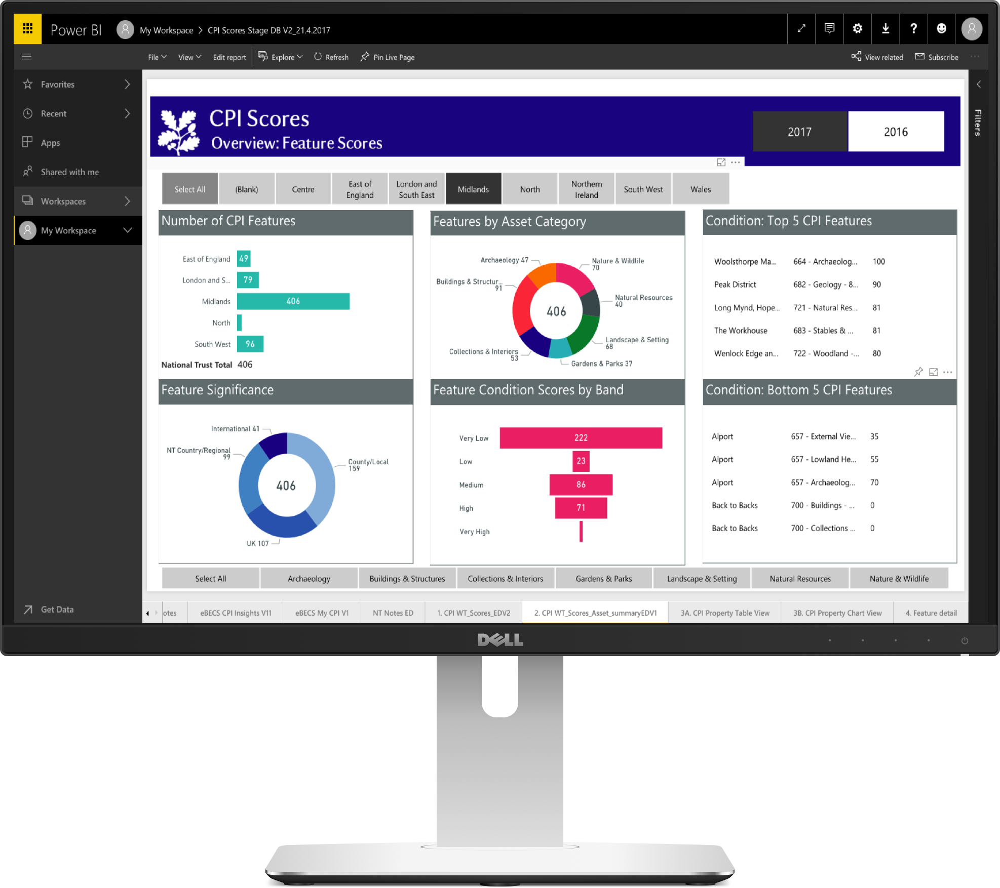 Power BI
My Workspace > CPI Scores Stage DB V2_21.4.2017
?
File
View
Edit report
Explore
Refresh
Pin Live Page
View related
Subscribe
Favorites
Recent
Apps
Shared with me
Workspaces
My Workspace
Get Data
Filters
CPI Scores
Overview: Feature Scores
2017
2016
Select All
(Blank)
Centre
East of
England
London and
South East
Midlands
North
Northern
Ireland
South West
Wales
Number of CPI Features
East of England 49
London and S... 79
Midlands 406
North
South West 96
National Trust Total 406
Features by Asset Category
Archaeology 47
Nature & Wildlife
70
Buildings & Structur...
91
Natural Resources
40
406
Landscape & Setting
68
Collections & Interiors
53
Gardens & Parks 37
Condition: Top 5 CPI Features
Woolsthorpe Ma... 664 - Archaeolog... 100
Peak District 682 - Geology - 8... 90
Long Mynd, Hope... 721 - Natural Res... 81
The Workhouse 683 - Stables & ... 81
Wenlock Edge an... 722 - Woodland -... 80
Feature Significance
International 41
NT Country/Regional
99
County/Local
159
406
UK 107
Feature Condition Scores by Band
Very Low 222
Low 23
Medium 86
High 71
Very High
Condition: Bottom 5 CPI Features
Alport 657 - External Vie... 35
Alport 657 - Lowland He... 55
Alport 657 - Archaeolog... 70
Back to Backs 700 - Buildings - ... 0
Back to Backs 700 - Collections ... 0
Select All
Archaeology
Buildings & Structures
Collections & Interiors
Gardens & Parks
Landscape & Setting
Natural Resources
Nature & Wildlife
otes
eBECS CPI Insights V11
eBECS My CPI V1
NT Notes ED
1. CPI WT_Scores_EDV2
2. CPI WT_Scores_Asset_summaryEDV1
3A. CPI Property Table View
3B. CPI Property Chart View
4. Feature detail
DELL